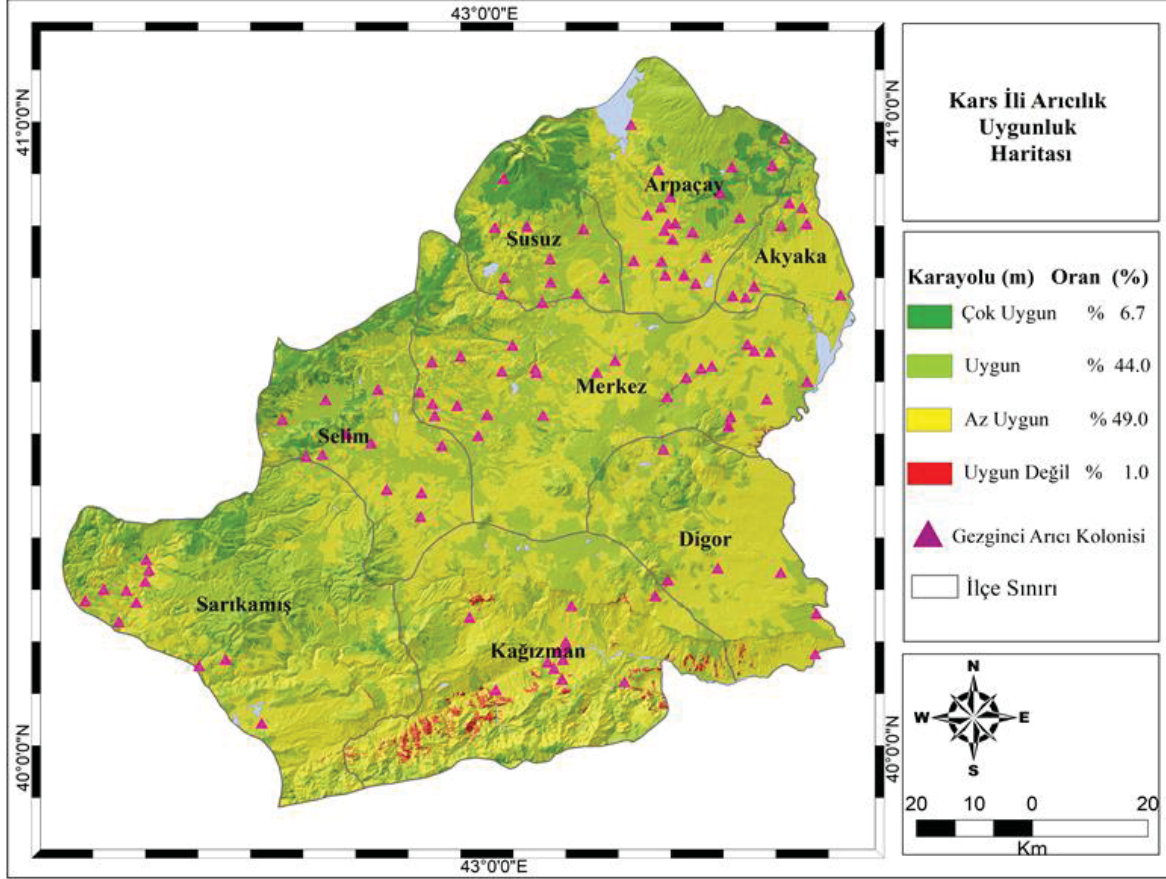 43°0'0"E
41°0'0"N
41°0'0"N
Arpaçay
Susuz
Akyaka
Merkez
Selim
Digor
Sarıkamış
Kağızman
40°0'0"N
40°0'0"N
43°0'0"E
Kars İli Arıcılık
Uygunluk
Haritası
Karayolu (m) Oran (%)
Çok Uygun % 6.7
Uygun % 44.0
Az Uygun % 49.0
Uygun Değil % 1.0
Gezginci Arıcı Kolonisi
İlçe Sınırı
N
W E
S
20 10 0 20
Km